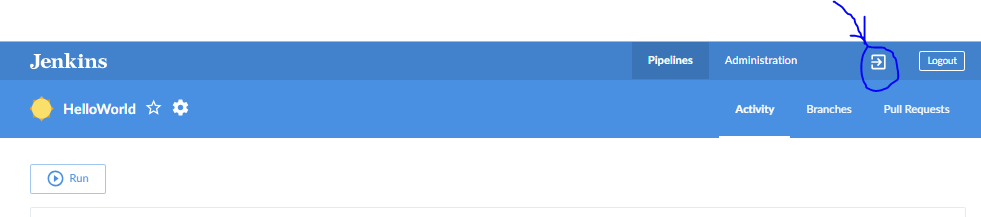 Jenkins
Pipelines Administration Logout
HelloWorld Activity Branches Pull Requests
Run